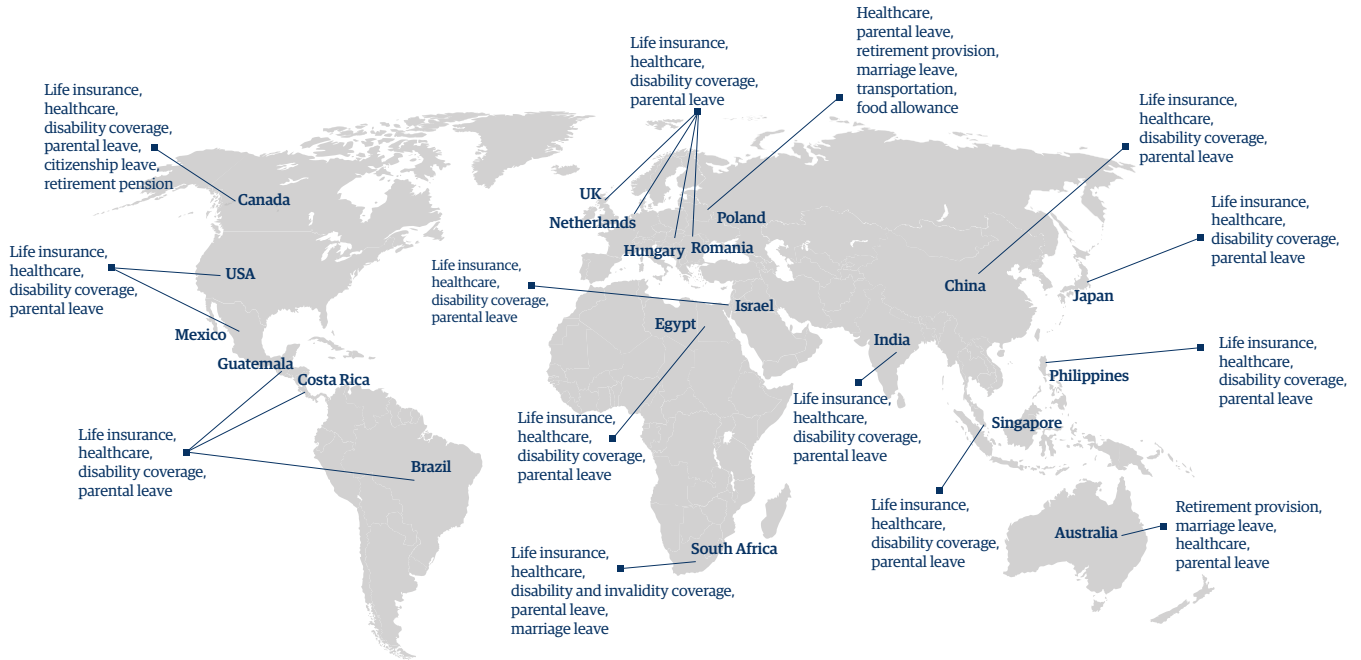 Healthcare,
parental leave,
retirement provision,
marriage leave,
transportation,
food allowance
Life insurance,
healthcare,
disability coverage,
parental leave
Life insurance,
healthcare,
disability coverage,
parental leave,
citizenship leave,
retirement pension
Life insurance,
healthcare,
disability coverage,
parental leave
UK
Canada
Netherlands
Poland
Hungary
Romania
Life insurance,
healthcare,
disability coverage,
parental leave
Life insurance,
healthcare,
disability coverage,
parental leave
USA
Life insurance,
healthcare,
disability coverage,
parental leave
China
Japan
Israel
Egypt
Mexico
India
Guatemala
Costa Rica
Life insurance,
healthcare,
disability coverage,
parental leave
Philippines
Life insurance,
healthcare,
disability coverage,
parental leave
Life insurance,
healthcare,
disability coverage,
parental leave
Singapore
Life insurance,
healthcare,
disability coverage,
parental leave
Brazil
Life insurance,
healthcare,
disability coverage,
parental leave
Retirement provision,
marriage leave,
healthcare,
parental leave
Australia
South Africa
Life insurance,
healthcare,
disability and invalidity coverage,
parental leave,
marriage leave